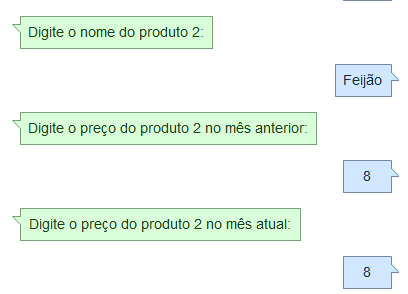 Digite o nome do produto 2:
Feijão
Digite o preço do produto 2 no mês anterior:
8
Digite o preço do produto 2 no mês atual:
8